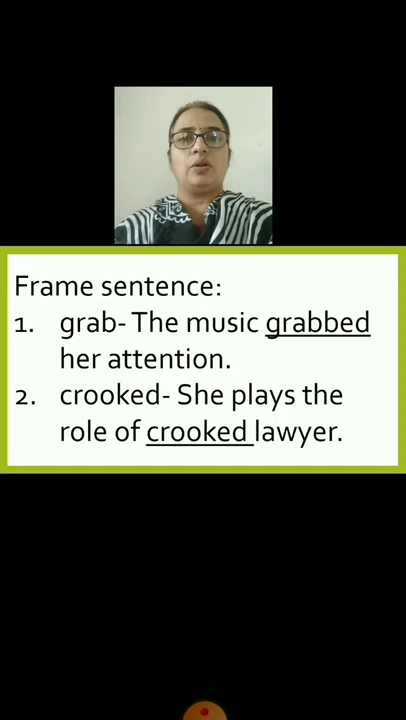 Frame sentence:
1. grab- The music grabbed
her attention.
2. crooked- She plays the
role of crooked lawyer.